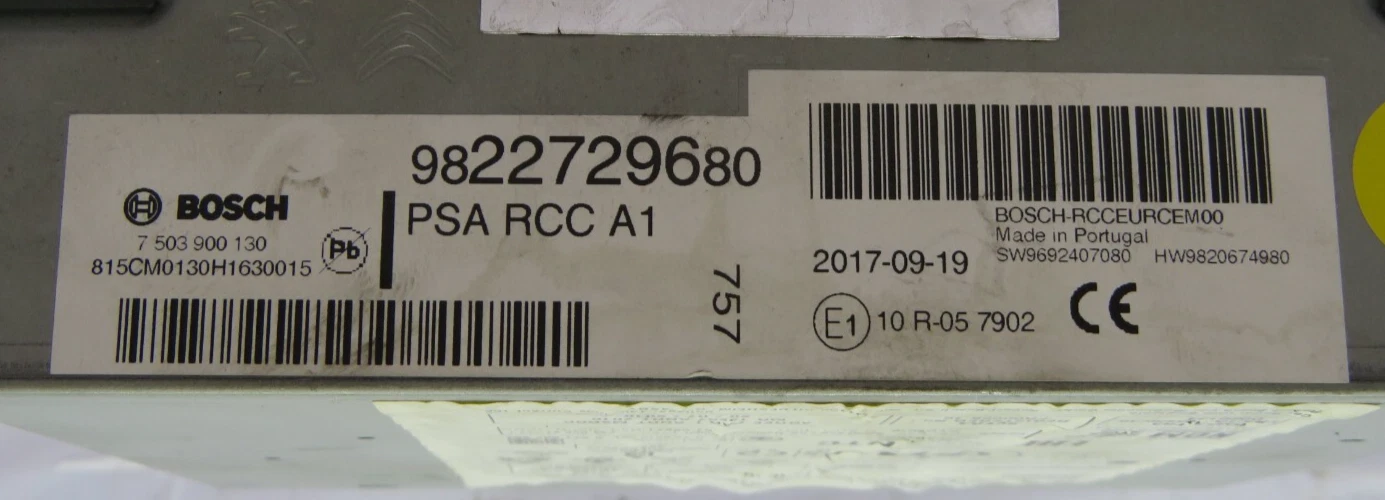 9822729680
BOSCH
PSA RCC A1
7 503 900 130
Pb
815CM0130H1630015
757
BOSCH-RCCEURCEM00
Made in Portugal
2017-09-19
SW9692407080 HW9820674980
E1 10 R-05 7902 CE